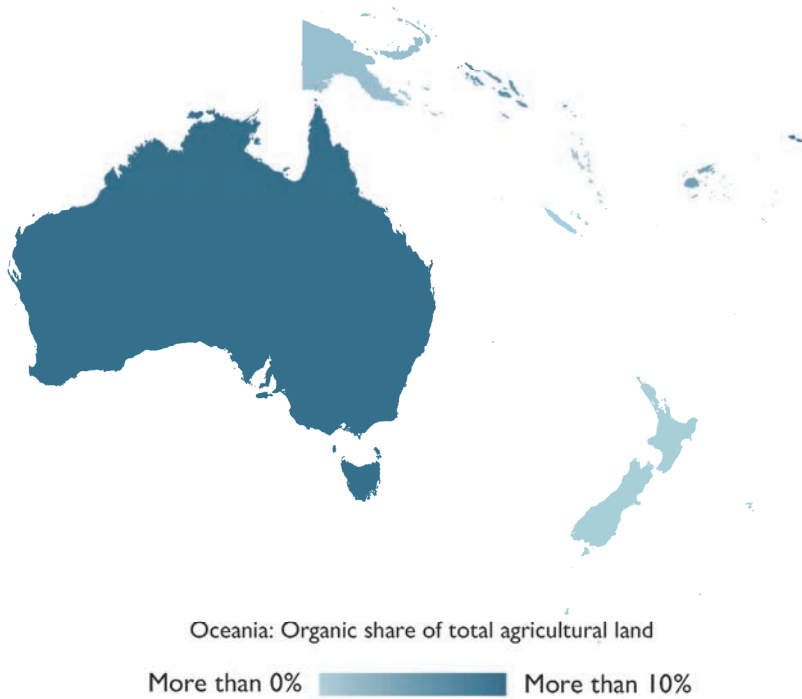 Oceania: Organic share of total agricultural land
More than 0% More than 10%